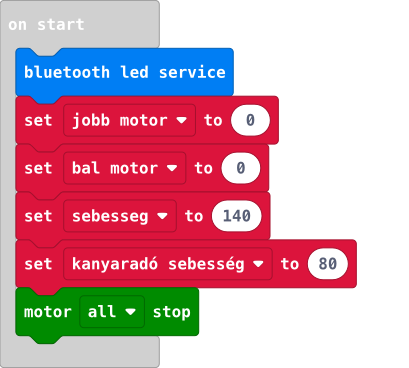 on start
bluetooth led service
set jobb motor to 0
set bal motor to 0
set sebesseg to 140
set kanyaradó sebesség to 80
motor all stop